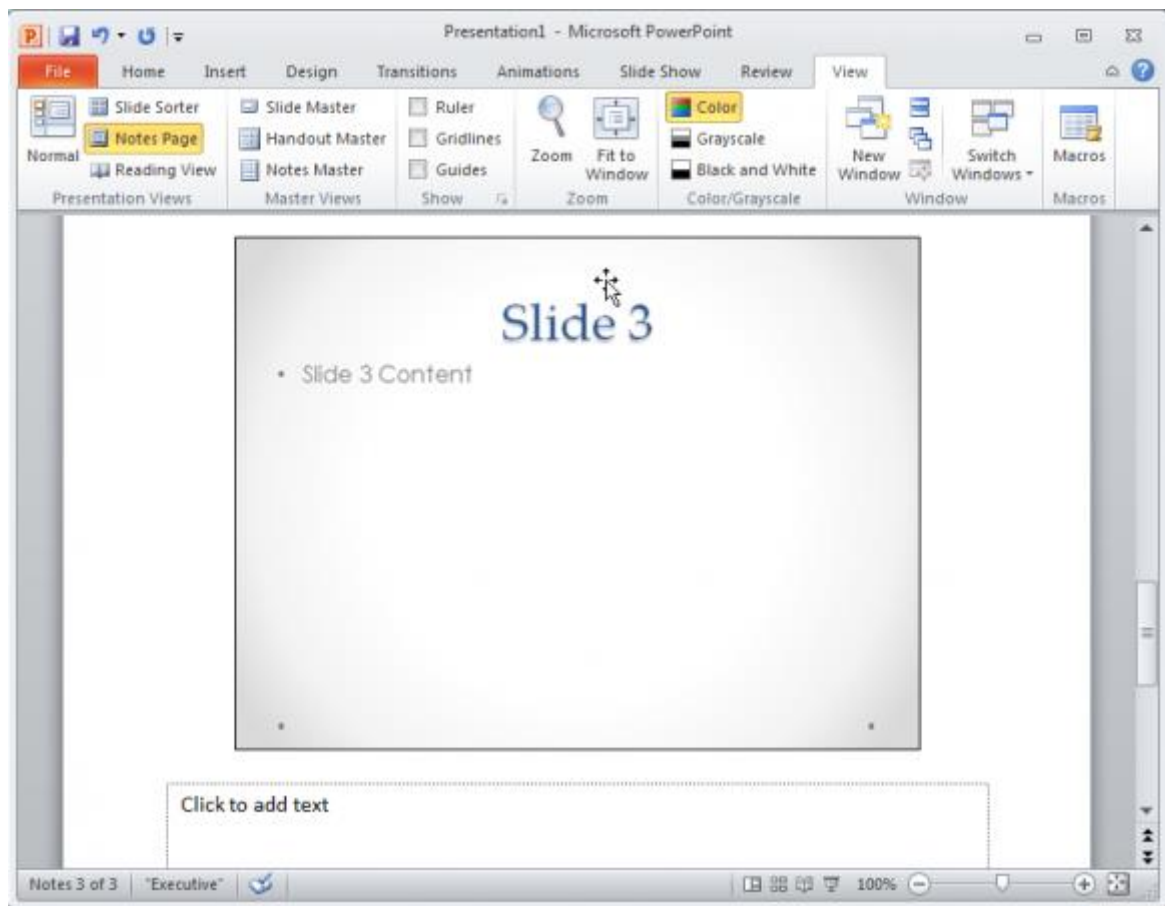 Presentation1 - Microsoft PowerPoint
File Home Insert Design Transitions Animations Slide Show Review View
Normal
Slide Sorter
Notes Page
Reading View
Presentation Views
Slide Master
Handout Master
Notes Master
Master Views
Ruler
Gridlines
Guides
Show
Zoom
Fit to
Window
Zoom
Color
Grayscale
Black and White
Color/Grayscale
New
Window
Switch
Windows
Window
Macros
Macros
Slide 3
• Slide 3 Content
Click to add text
Notes 3 of 3 "Executive" 100%